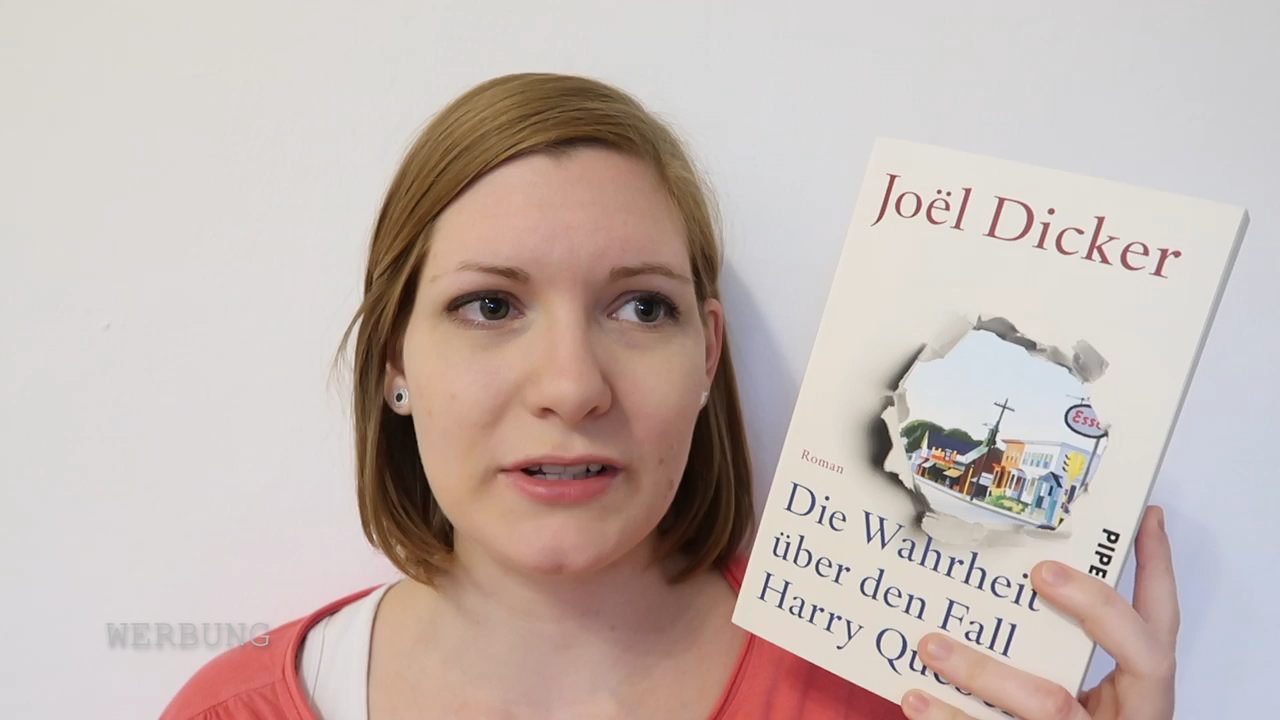 Joël Dicker
Roman
Die Wahrheit
über den Fall
Harry
WERBUNG